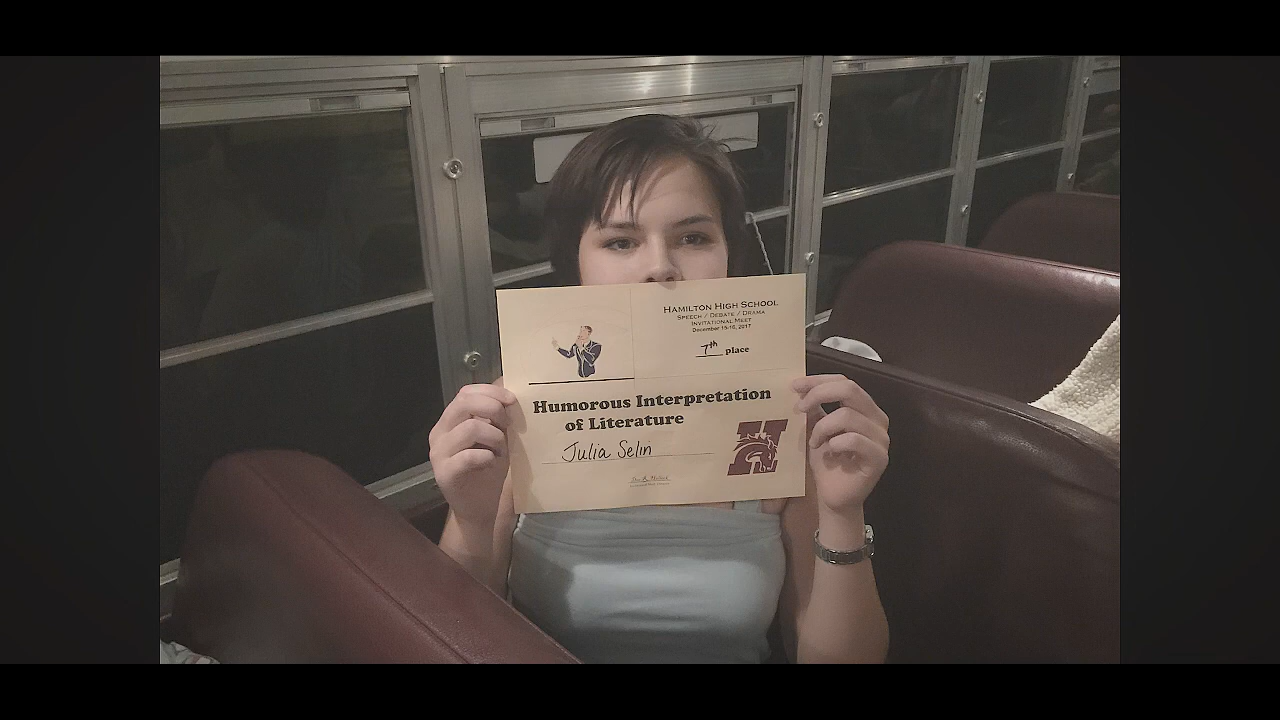 HAMILTON HIGH SCHOOL
SPEECH / DEBATE / DRAMA
INVITATIONAL MEET
December 15-16, 2017
7th place
Humorous Interpretation
of Literature
Julia Selin
H